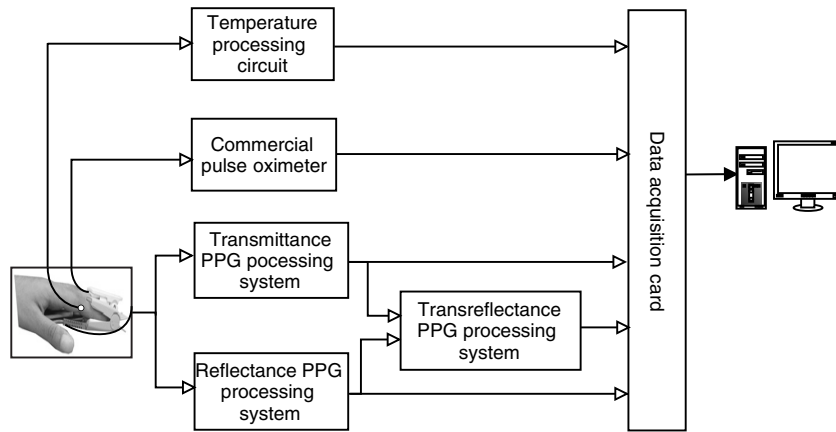 Temperature
processing
circuit
Commercial
pulse oximeter
Transmittance
PPG pocessing
system
Transreflectance
PPG processing
system
Reflectance PPG
processing
system
Data acquisition card